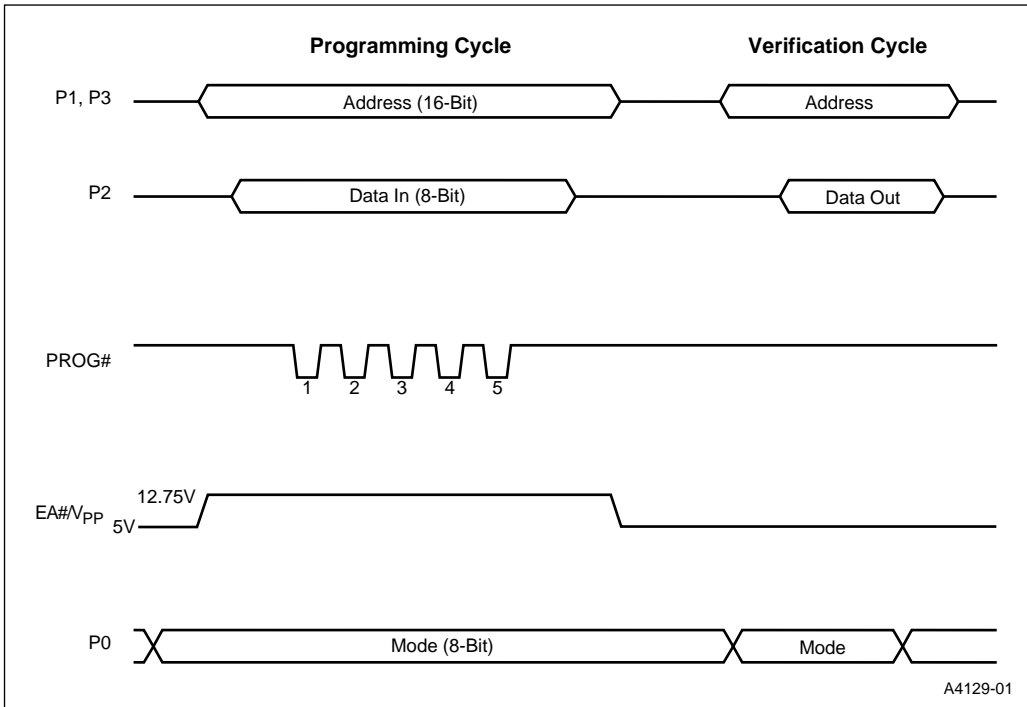 Programming Cycle Verification Cycle
P1, P3 Address (16-Bit) Address
P2 Data In (8-Bit) Data Out
PROG#
1 2 3 4 5
12.75V
EA#/VPP 5V
P0 Mode (8-Bit) Mode
A4129-01